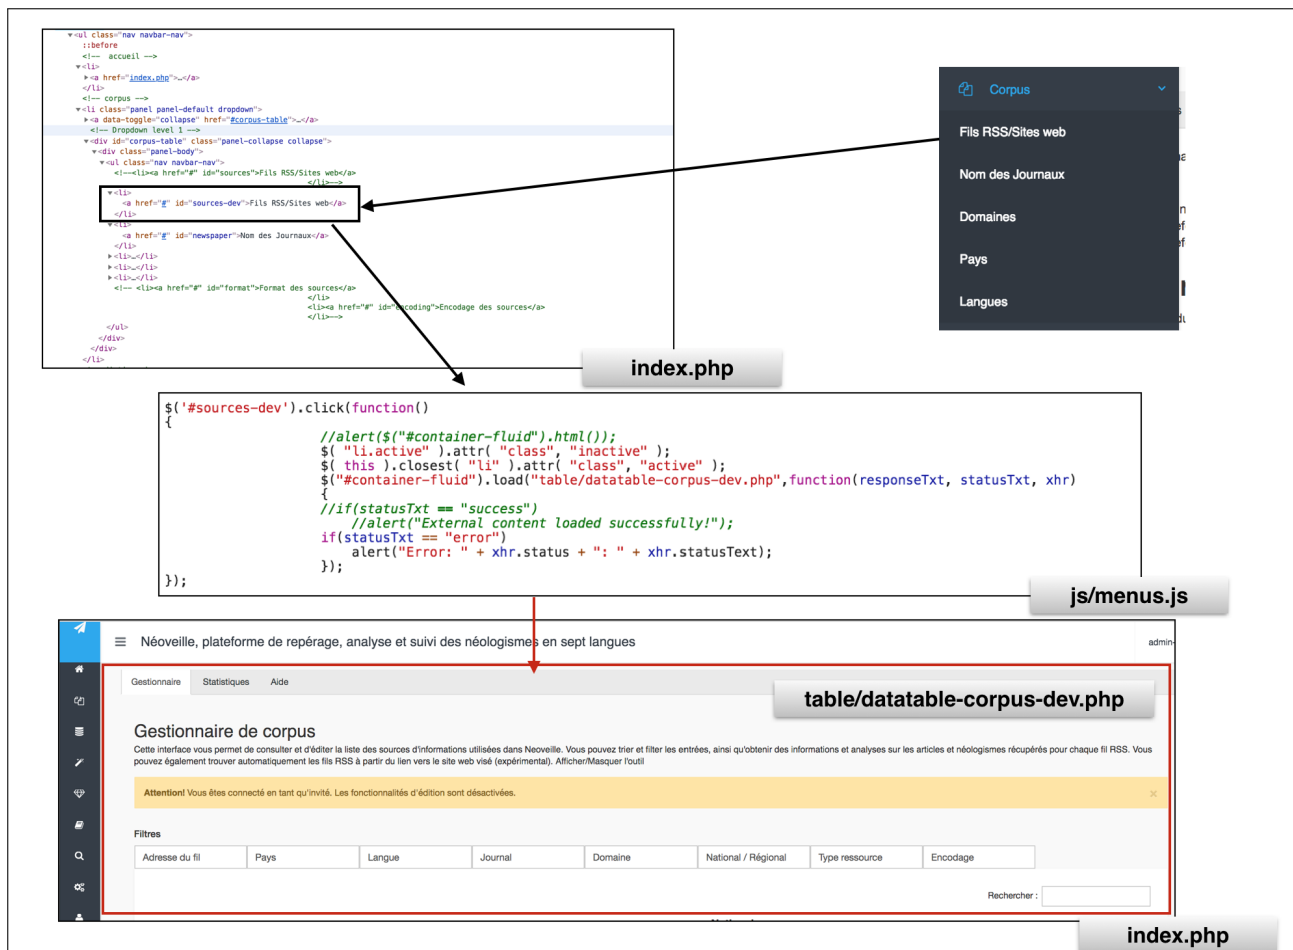 ▼<ul class="nav navbar-nav">
::before
<!-- accueil -->
▼<li>
▶<a href="index.php">…</a>
</li>
<!-- corpus -->
▼<li class="panel panel-default dropdown">
▶<a data-toggle="collapse" href="#corpus-table">…</a>
<!-- Dropdown level 1 -->
▼<div id="corpus-table" class="panel-collapse collapse">
▼<div class="panel-body">
▼<ul class="nav navbar-nav">
<!--<li><a href="#" id="sources">Fils RSS/Sites web</a>
</li>-->
▼<li>
<a href="#" id="sources-dev">Fils RSS/Sites web</a>
</li>
▼<li>
<a href="#" id="newspaper">Nom des Journaux</a>
</li>
▶<li>…</li>
▶<li>…</li>
▶<li>…</li>
<!-- <li><a href="#" id="format">Format des sources</a>
</li>
<li><a href="#" id="encoding">Encodage des sources</a>
</li>-->
</ul>
</div>
</div>
</li>
index.php
Corpus
Fils RSS/Sites web
Nom des Journaux
Domaines
Pays
Langues
$('#sources-dev').click(function()
{
//alert($("#container-fluid").html());
$( "li.active" ).attr( "class", "inactive" );
$( this ).closest( "li" ).attr( "class", "active" );
$("#container-fluid").load("table/datatable-corpus-dev.php",function(responseTxt, statusTxt, xhr)
{
//if(statusTxt == "success")
//alert("External content loaded successfully!");
if(statusTxt == "error")
alert("Error: " + xhr.status + ": " + xhr.statusText);
});
});
js/menus.js
Néoveille, plateforme de repérage, analyse et suivi des néologismes en sept langues
admin-
Gestionnaire Statistiques Aide
table/datatable-corpus-dev.php
Gestionnaire de corpus
Cette interface vous permet de consulter et d'éditer la liste des sources d'informations utilisées dans Neoveille. Vous pouvez trier et filter les entrées, ainsi qu'obtenir des informations et analyses sur les articles et néologismes récupérés pour chaque fil RSS. Vous
pouvez également trouver automatiquement les fils RSS à partir du lien vers le site web visé (expérimental). Afficher/Masquer l'outil
Attention! Vous êtes connecté en tant qu'invité. Les fonctionnalités d'édition sont désactivées. ×
Filtres
Adresse du fil Pays Langue Journal Domaine National / Régional Type ressource Encodage
Rechercher :
index.php